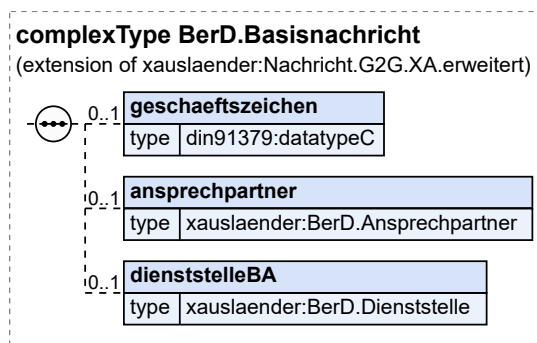 complexType BerD.Basisnachricht
(extension of xauslaender:Nachricht.G2G.XA.erweitert)
0..1 geschaeftszeichen
type din91379:datatypeC
0..1 ansprechpartner
type xauslaender:BerD.Ansprechpartner
0..1 dienststelleBA
type xauslaender:BerD.Dienststelle